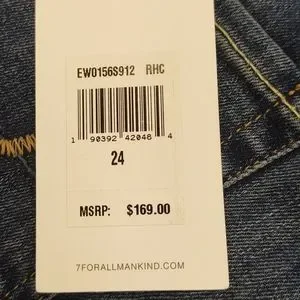 EW0156S912 RHC
1 90392 42046 4
24
MSRP: $169.00
7FORALLMANKIND.COM